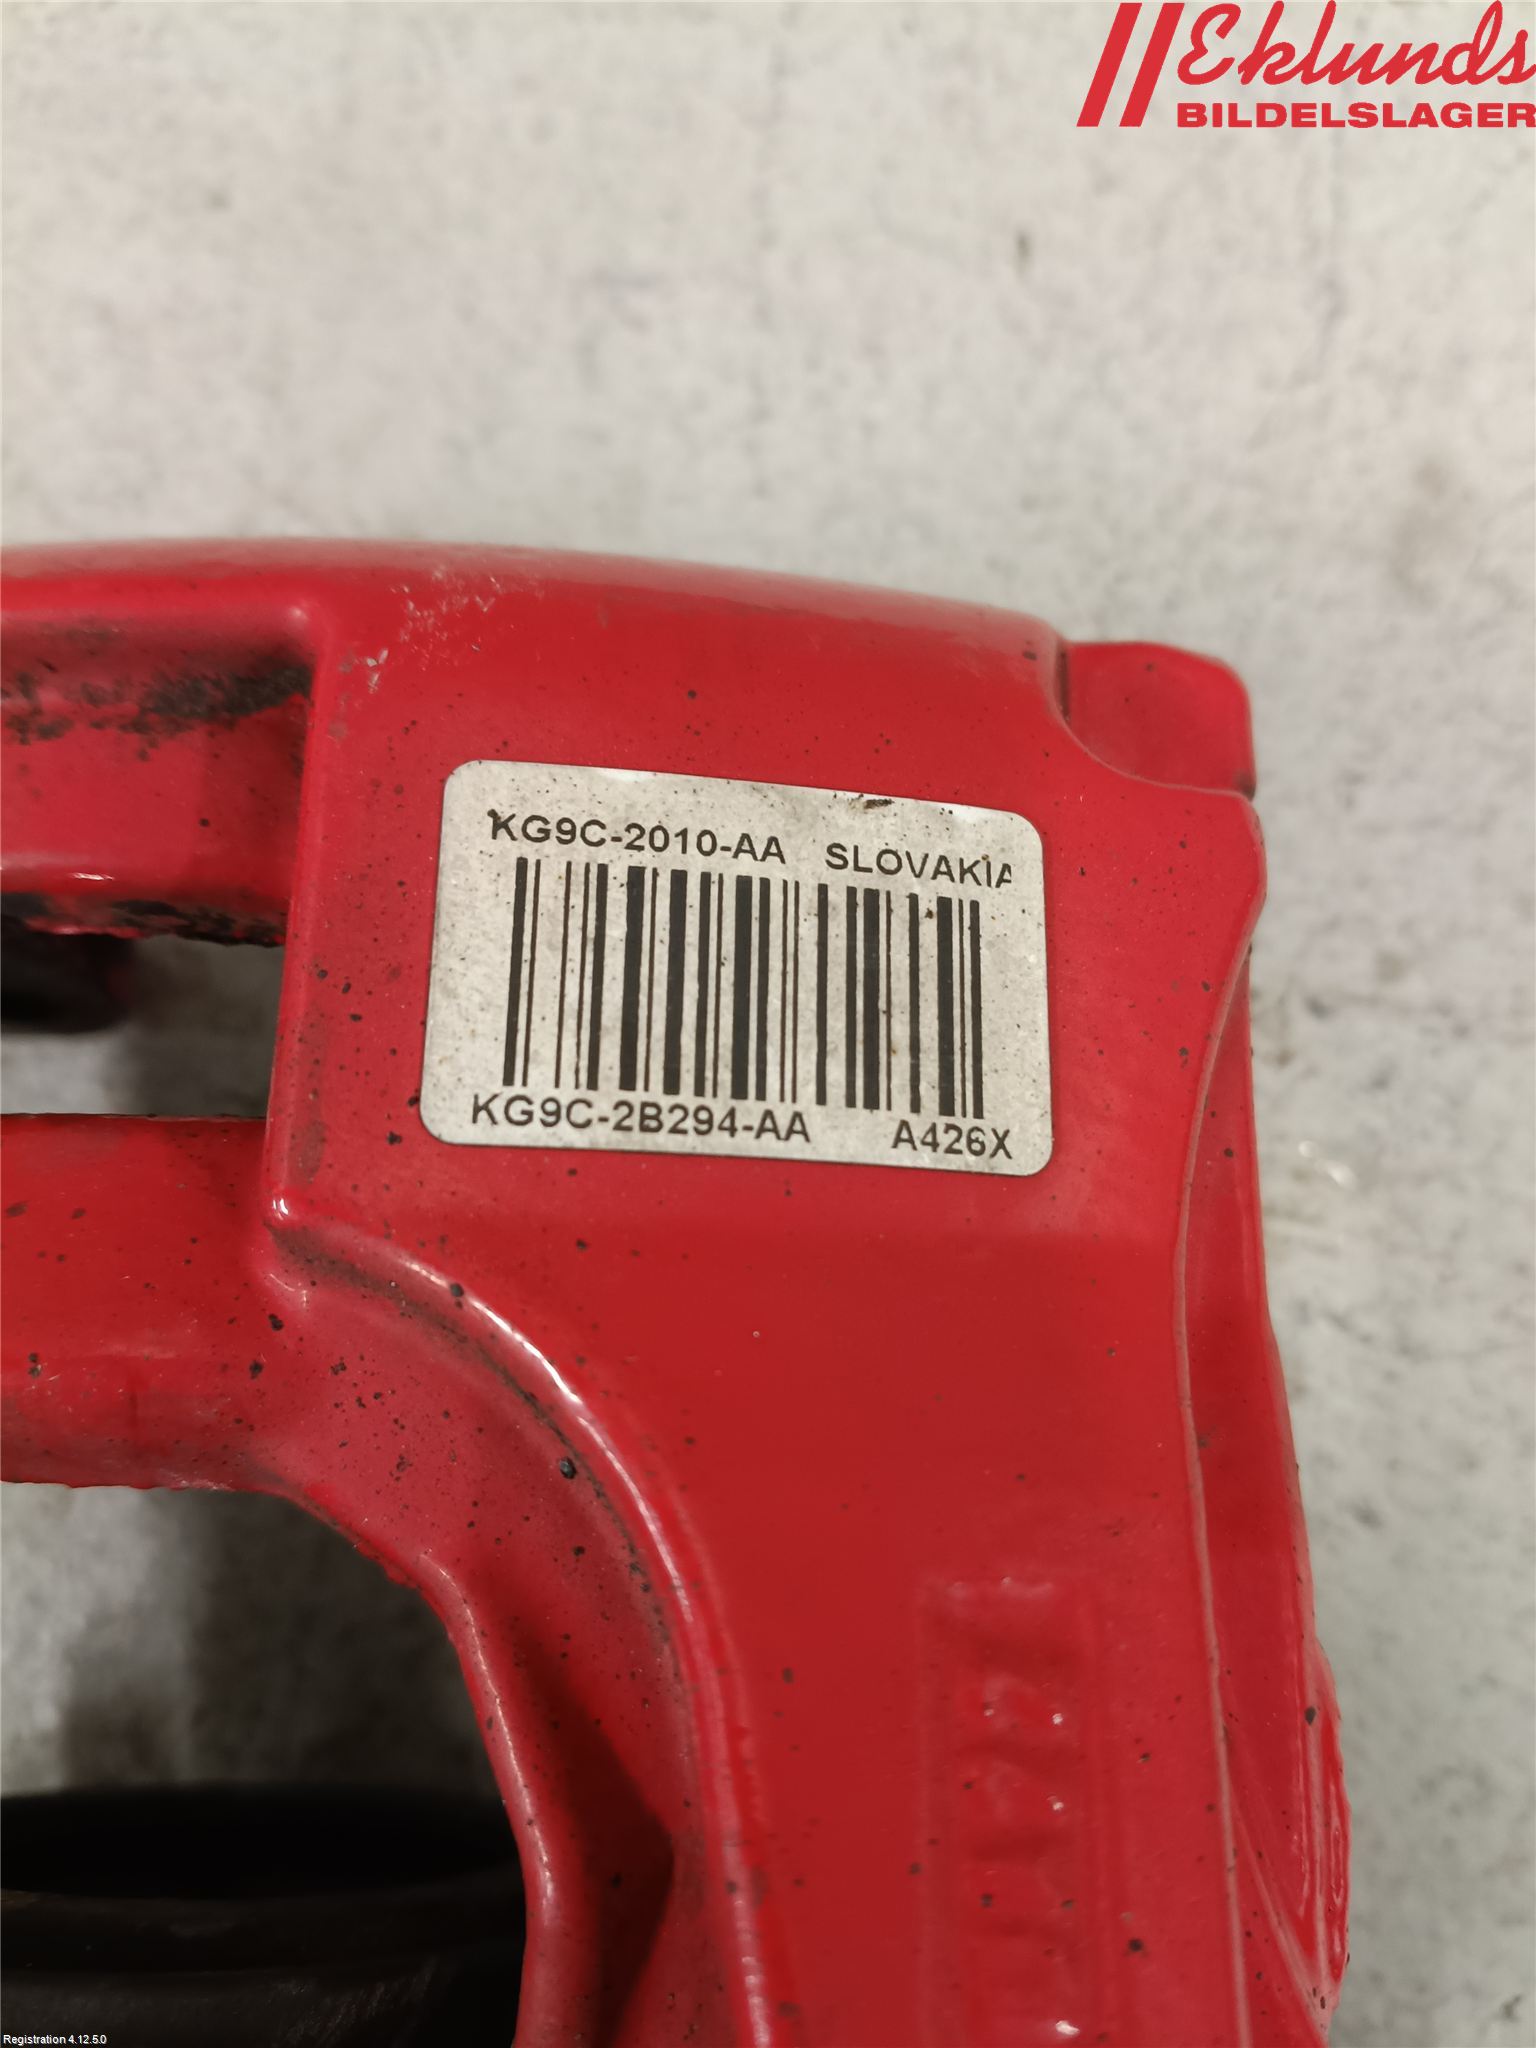 Eklunds
BILDELSLAGER
KG9C-2010-AA SLOVAKIA
KG9C-2B294-AA A426X
Registration 4.12.5.0